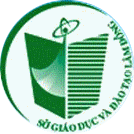 SỞ GIÁO DỤC VÀ ĐÀO TẠO LÂM ĐỒNG